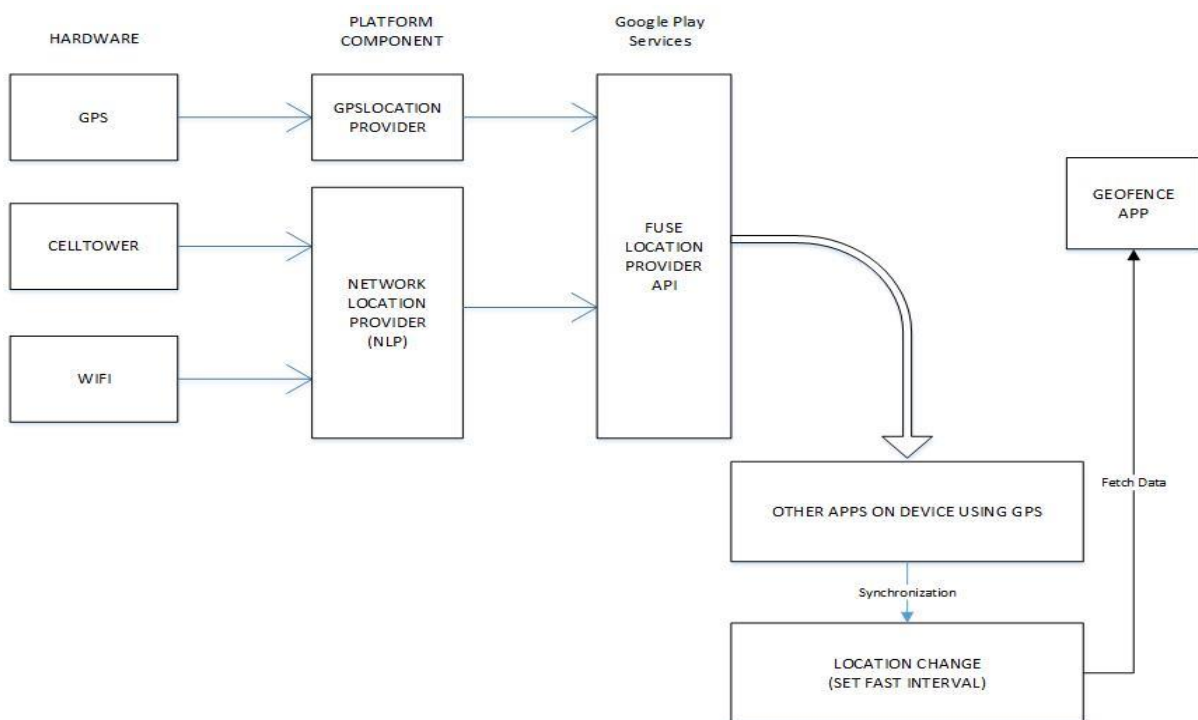 HARDWARE
PLATFORM
COMPONENT
Google Play
Services
GPS
GPSLOCATION
PROVIDER
CELLTOWER
WIFI
NETWORK
LOCATION
PROVIDER
(NLP)
FUSE
LOCATION
PROVIDER
API
GEOFENCE
APP
OTHER APPS ON DEVICE USING GPS
Fetch Data
Synchronization
LOCATION CHANGE
(SET FAST INTERVAL)